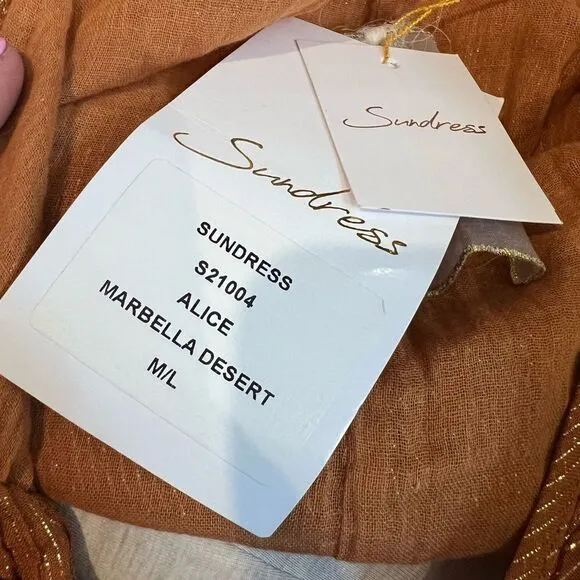 Sundress
Sundress
SUNDRESS
S21004
ALICE
MARBELLA DESERT
M/L